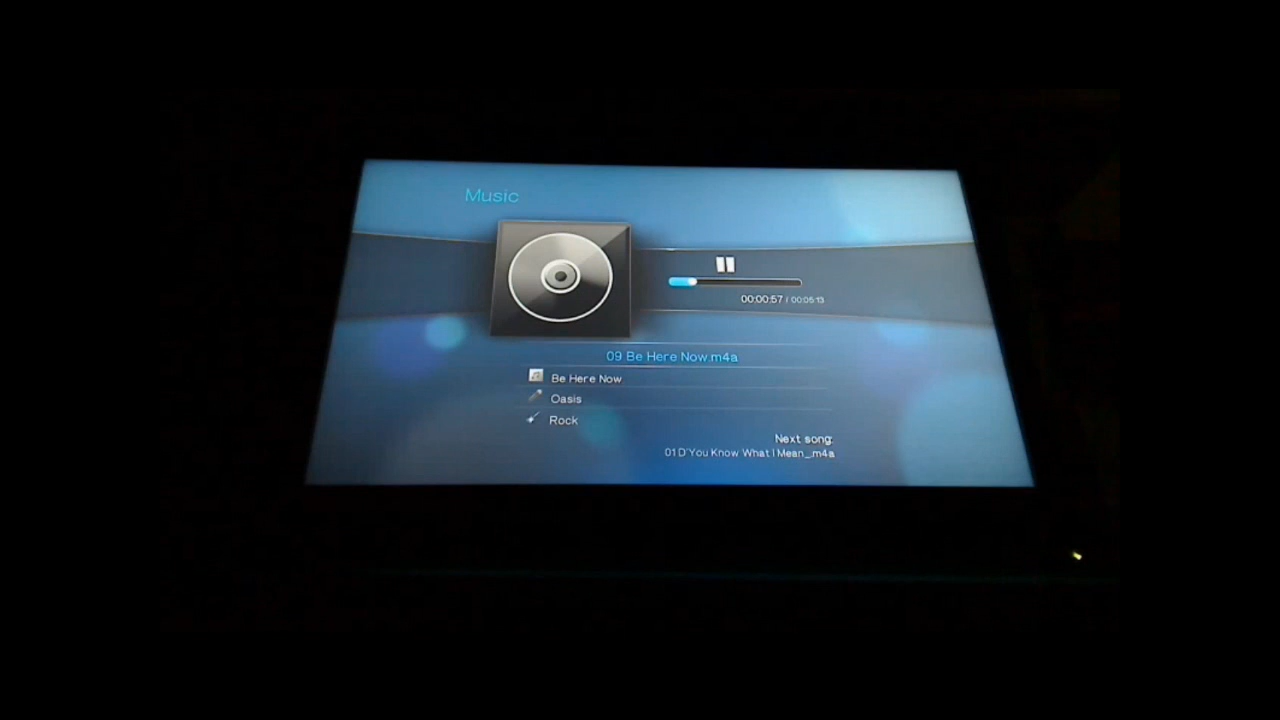 Music
00:00:57 / 00:05:13
09 Be Here Now.m4a
Be Here Now
Oasis
Rock
Next song:
01 D'You Know What I Mean_.m4a